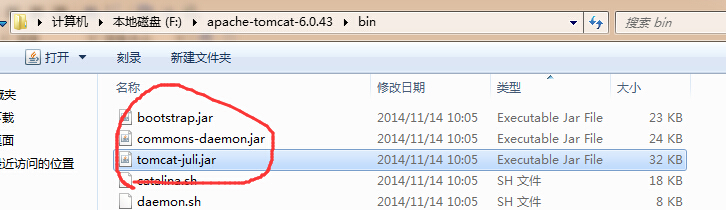 计算机 本地磁盘 (F:) apache-tomcat-6.0.43 bin 搜索 bin
打开 刻录 新建文件夹
名称 修改日期 类型 大小
藏夹
bootstrap.jar 2014/11/14 10:05 Executable Jar File 23 KB
commons-daemon.jar 2014/11/14 10:05 Executable Jar File 24 KB
桌面 tomcat-juli.jar 2014/11/14 10:05 Executable Jar File 32 KB
最近访问的位置 catalina.sh 2014/11/14 10:05 SH 文件 18 KB
daemon.sh 2014/11/14 10:05 SH 文件 8 KB